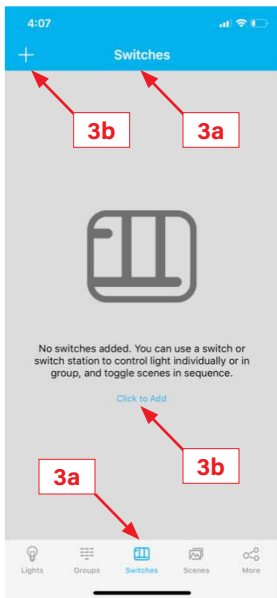 4:07
Switches
3b
3a
No switches added. You can use a switch or
switch station to control light individually or in
group, and toggle scenes in sequence.
Click to Add
3a
3b
Lights Groups Switches Scenes More